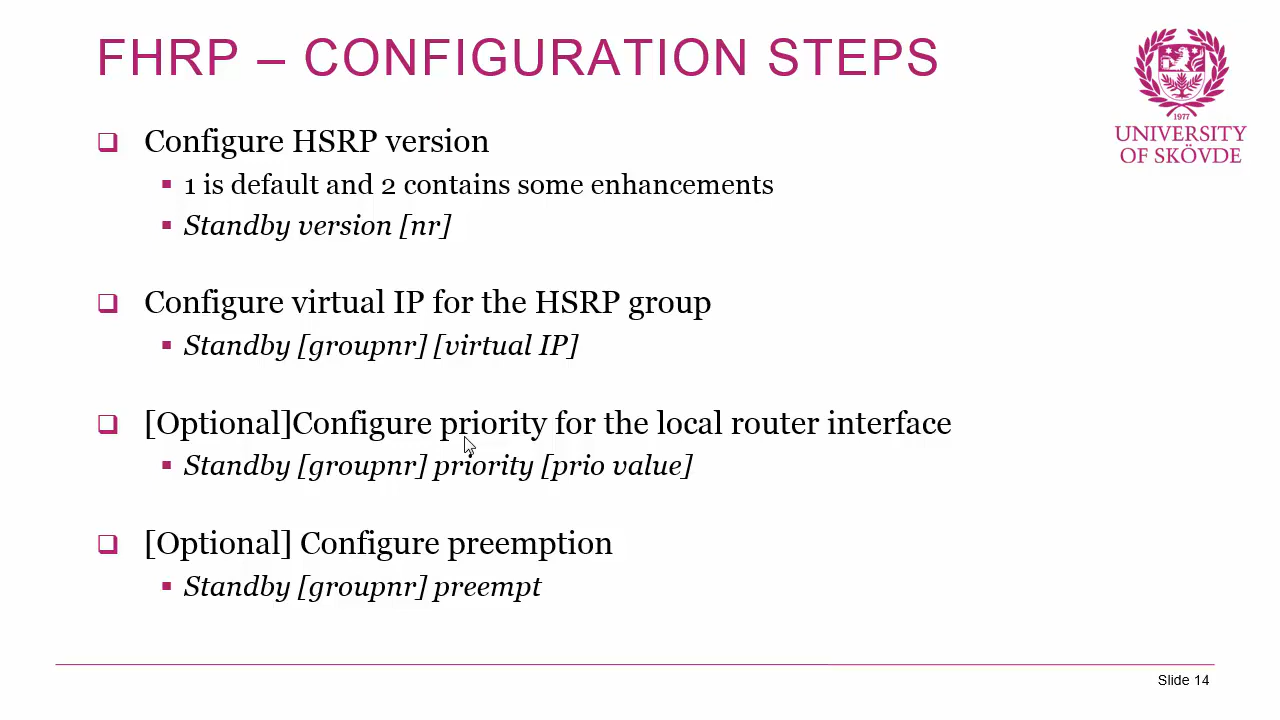 FHRP – CONFIGURATION STEPS
1977
UNIVERSITY
OF SKÖVDE
Configure HSRP version
1 is default and 2 contains some enhancements
Standby version [nr]
Configure virtual IP for the HSRP group
Standby [groupnr] [virtual IP]
[Optional]Configure priority for the local router interface
Standby [groupnr] priority [prio value]
[Optional] Configure preemption
Standby [groupnr] preempt
Slide 14